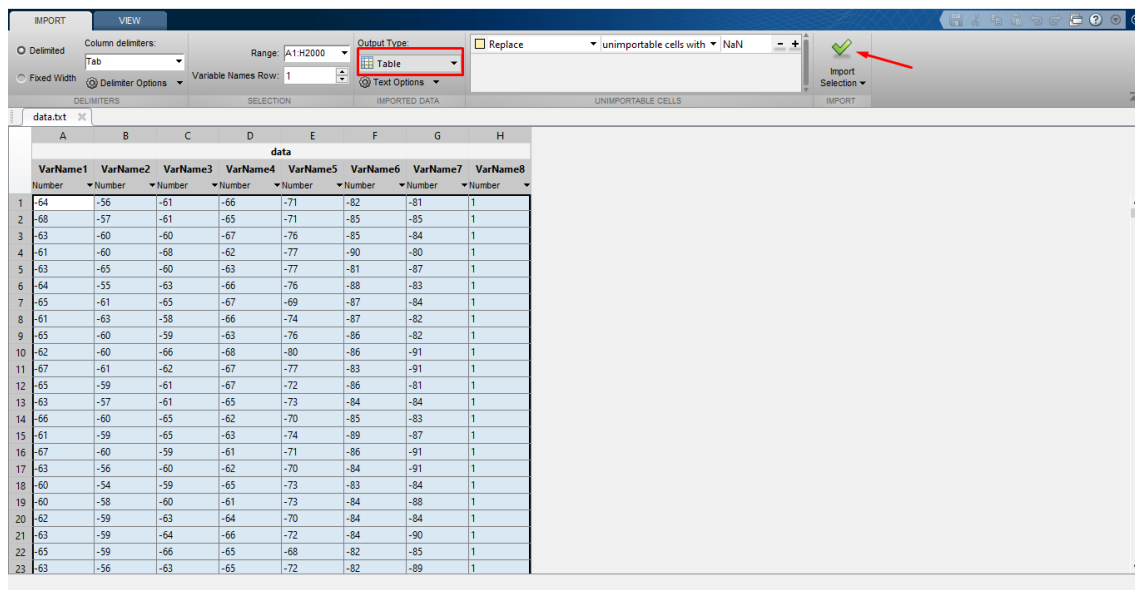 IMPORT VIEW
Delimited Column delimiters: Range: A1:H2000 Output Type: Replace unimportable cells with NaN - +
Tab Table
Fixed Width Delimiter Options Variable Names Row: 1 Text Options Import Selection
DELIMITERS SELECTION IMPORTED DATA UNIMPORTABLE CELLS IMPORT
data.txt
A B C D E F G H
data
VarName1 VarName2 VarName3 VarName4 VarName5 VarName6 VarName7 VarName8
Number Number Number Number Number Number Number Number
1 -64 -56 -61 -66 -71 -82 -81 1
2 -68 -57 -61 -65 -71 -85 -85 1
3 -63 -60 -60 -67 -76 -85 -84 1
4 -61 -60 -68 -62 -77 -90 -80 1
5 -63 -65 -60 -63 -77 -81 -87 1
6 -64 -55 -63 -66 -76 -88 -83 1
7 -65 -61 -65 -67 -69 -87 -84 1
8 -61 -63 -58 -66 -74 -87 -82 1
9 -65 -60 -59 -63 -76 -86 -82 1
10 -62 -60 -66 -68 -80 -86 -91 1
11 -67 -61 -62 -67 -77 -83 -91 1
12 -65 -59 -61 -67 -72 -86 -81 1
13 -63 -57 -61 -65 -73 -84 -84 1
14 -66 -60 -65 -62 -70 -85 -83 1
15 -61 -59 -65 -63 -74 -89 -87 1
16 -67 -60 -59 -61 -71 -86 -91 1
17 -63 -56 -60 -62 -70 -84 -91 1
18 -60 -54 -59 -65 -73 -83 -84 1
19 -60 -58 -60 -61 -73 -84 -88 1
20 -62 -59 -63 -64 -70 -84 -84 1
21 -63 -59 -64 -66 -72 -84 -90 1
22 -65 -59 -66 -65 -68 -82 -85 1
23 -63 -56 -63 -65 -72 -82 -89 1